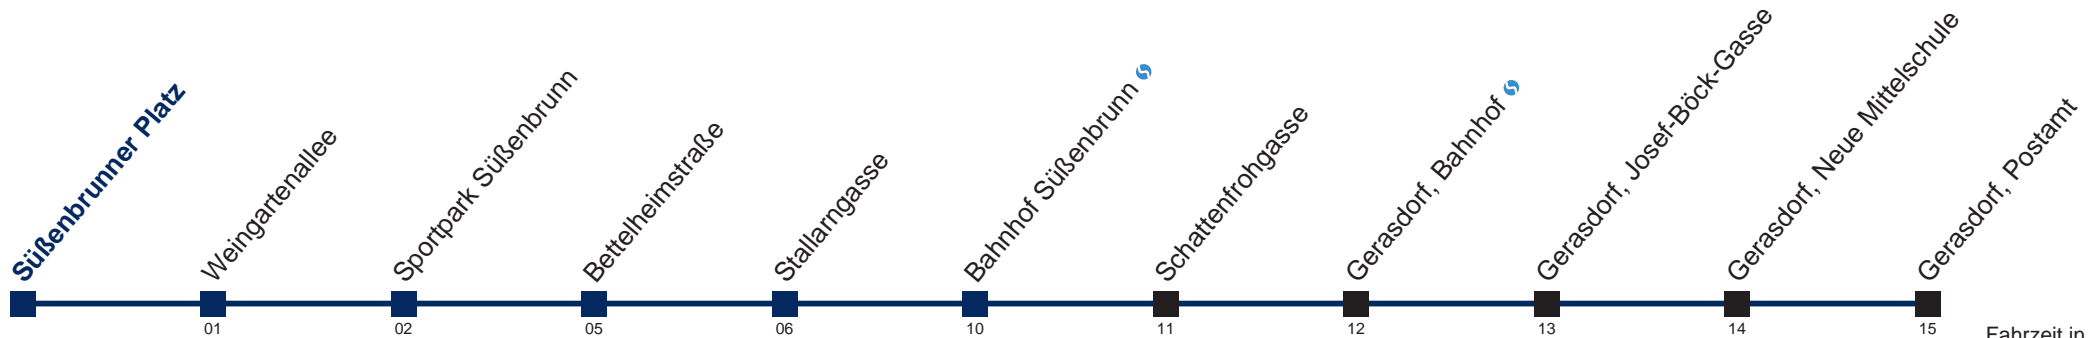 Süßenbrunner Platz
Weingartenallee
Sportpark Süßenbrunn
Bettelheimstraße
Stallarngasse
Bahnhof Süßenbrunn
Schattenfrohgasse
Gerasdorf, Bahnhof
Gerasdorf, Josef-Böck-Gasse
Gerasdorf, Neue Mittelschule
Gerasdorf, Postamt
01
02
05
06
10
11
12
13
14
15
Fahrzeit in